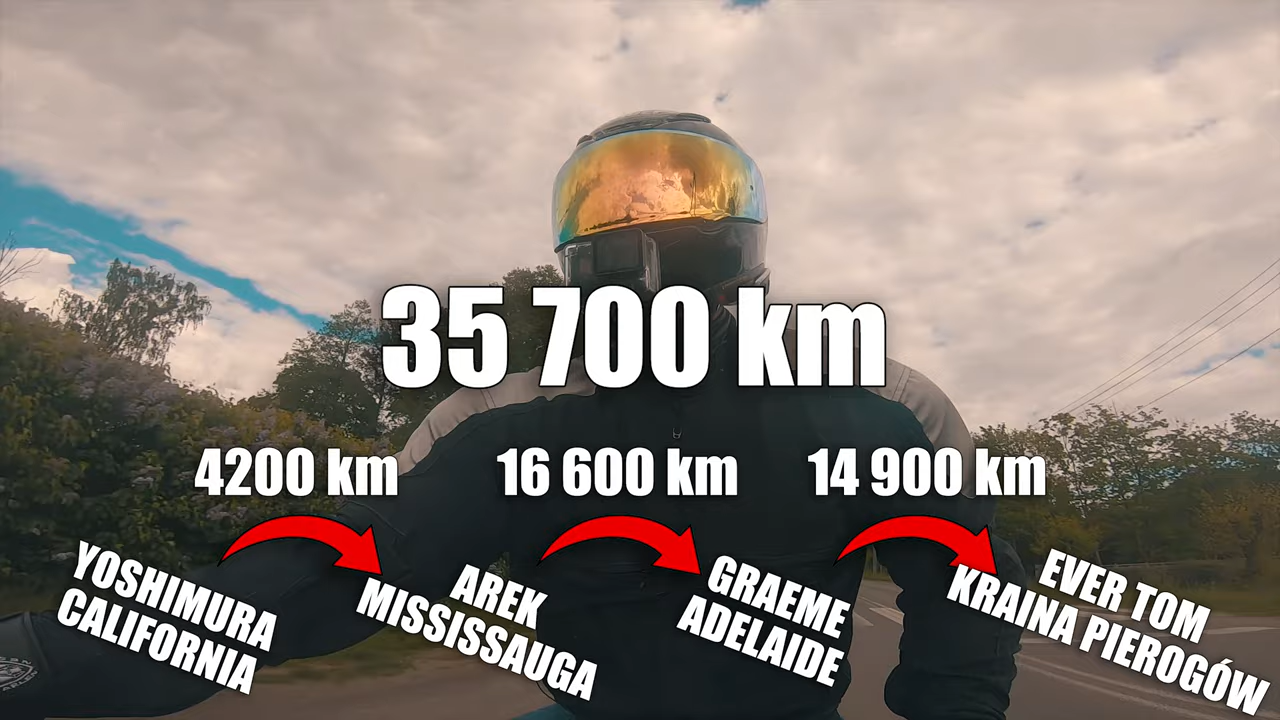 35 700 km
4200 km
16 600 km
14 900 km
YOSHIMURA
CALIFORNIA
AREK
MISSISSAUGA
GRAEME
ADELAIDE
EVER TOM
KRAINA PIEROGÓW